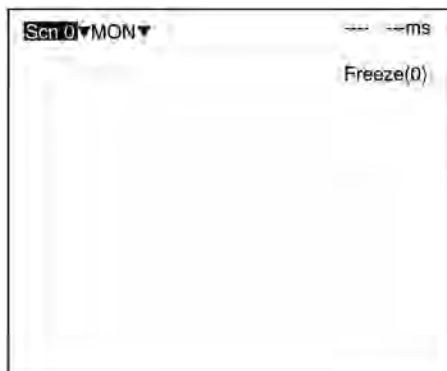 Scn 0▼MON▼ ---- ---ms
Freeze(0)